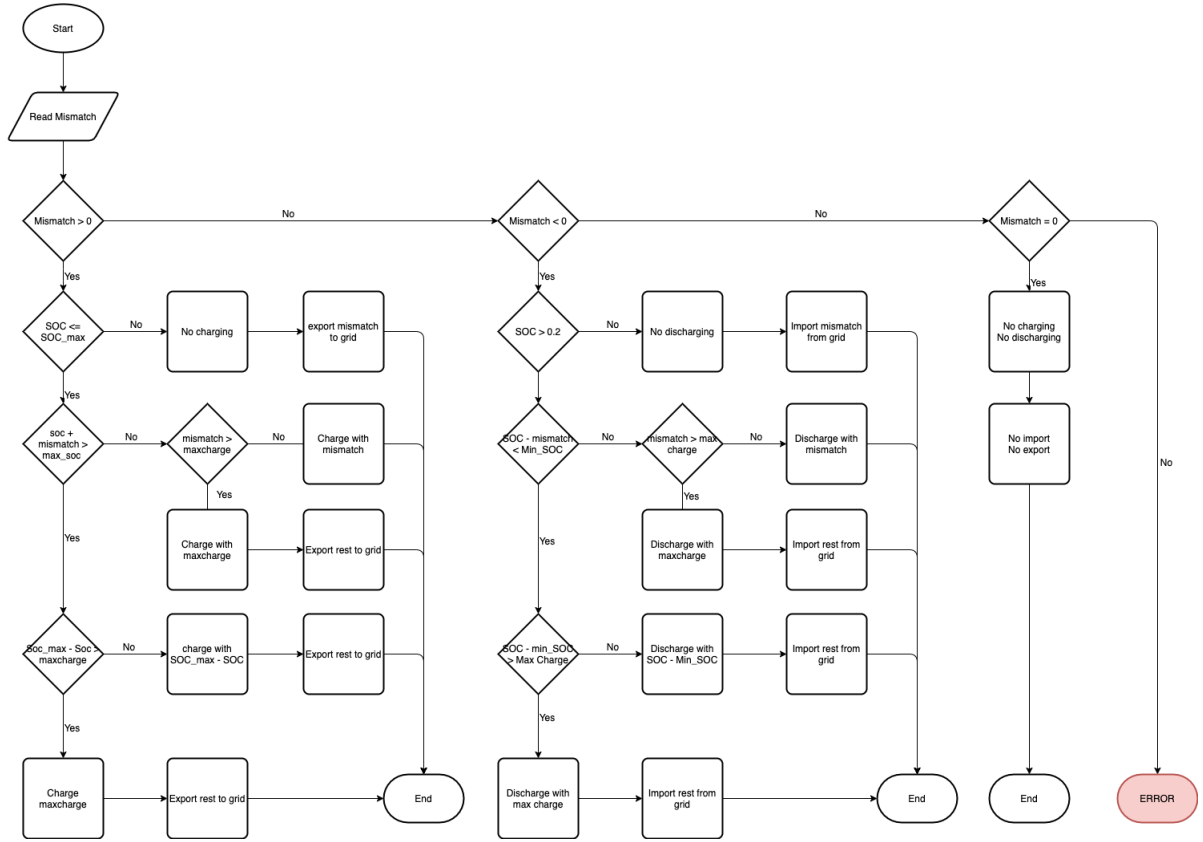 Start
Read Mismatch
Mismatch > 0
No
Mismatch < 0
No
Mismatch = 0
Yes
Yes
Yes
SOC <=
SOC_max
No
No charging
export mismatch
to grid
SOC > 0.2
No
No discharging
Import mismatch
from grid
No charging
No discharging
Yes
soc +
mismatch >
max_soc
No
mismatch >
maxcharge
No
Charge with
mismatch
SOC - mismatch
< Min_SOC
No
mismatch > max
charge
No
Discharge with
mismatch
No import
No export
No
Yes
Yes
Yes
Charge with
maxcharge
Export rest to grid
Yes
Discharge with
maxcharge
Import rest from
grid
Soc_max - Soc >
maxcharge
No
charge with
SOC_max - SOC
Export rest to grid
SOC - min_SOC
> Max Charge
No
Discharge with
SOC - Min_SOC
Import rest from
grid
Yes
Yes
Charge
maxcharge
Export rest to grid
End
Discharge with
max charge
Import rest from
grid
End
End
ERROR